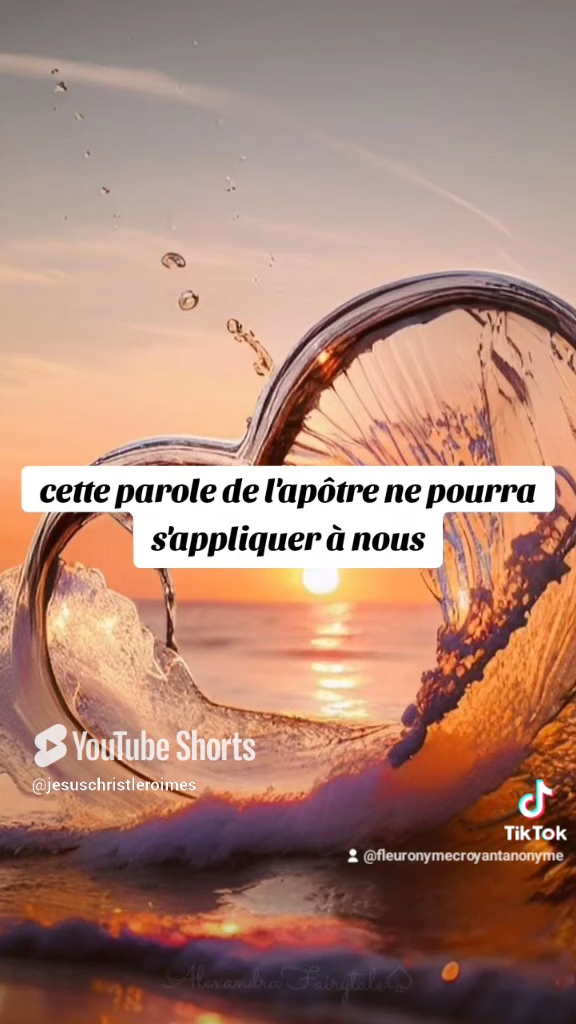 cette parole de l'apôtre ne pourra
s'appliquer à nous
YouTube Shorts
@jesuschristleroimes
TikTok
@fleuronymecroyantanonyme
Alexandra Fairytale